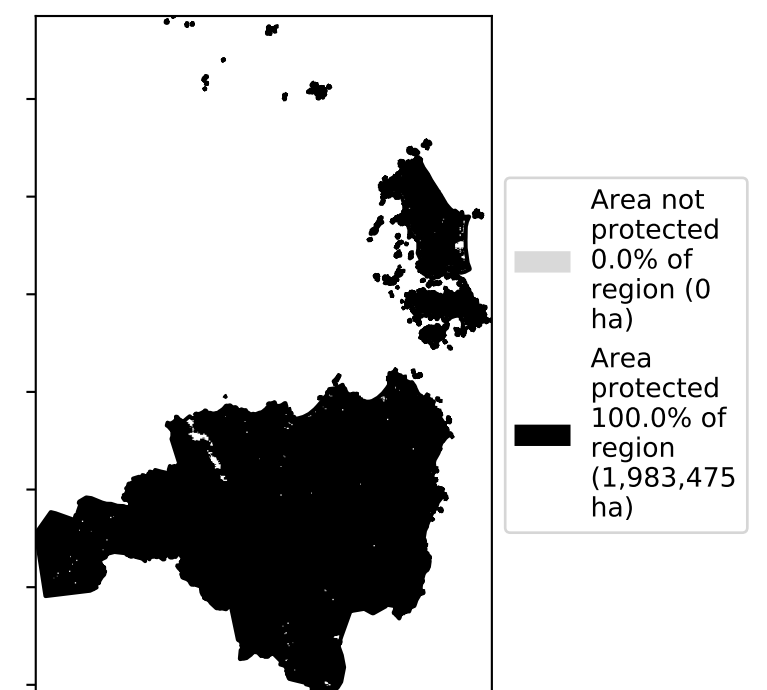 Area not
protected
0.0% of
region (0
ha)
Area
protected
100.0% of
region
(1,983,475
ha)